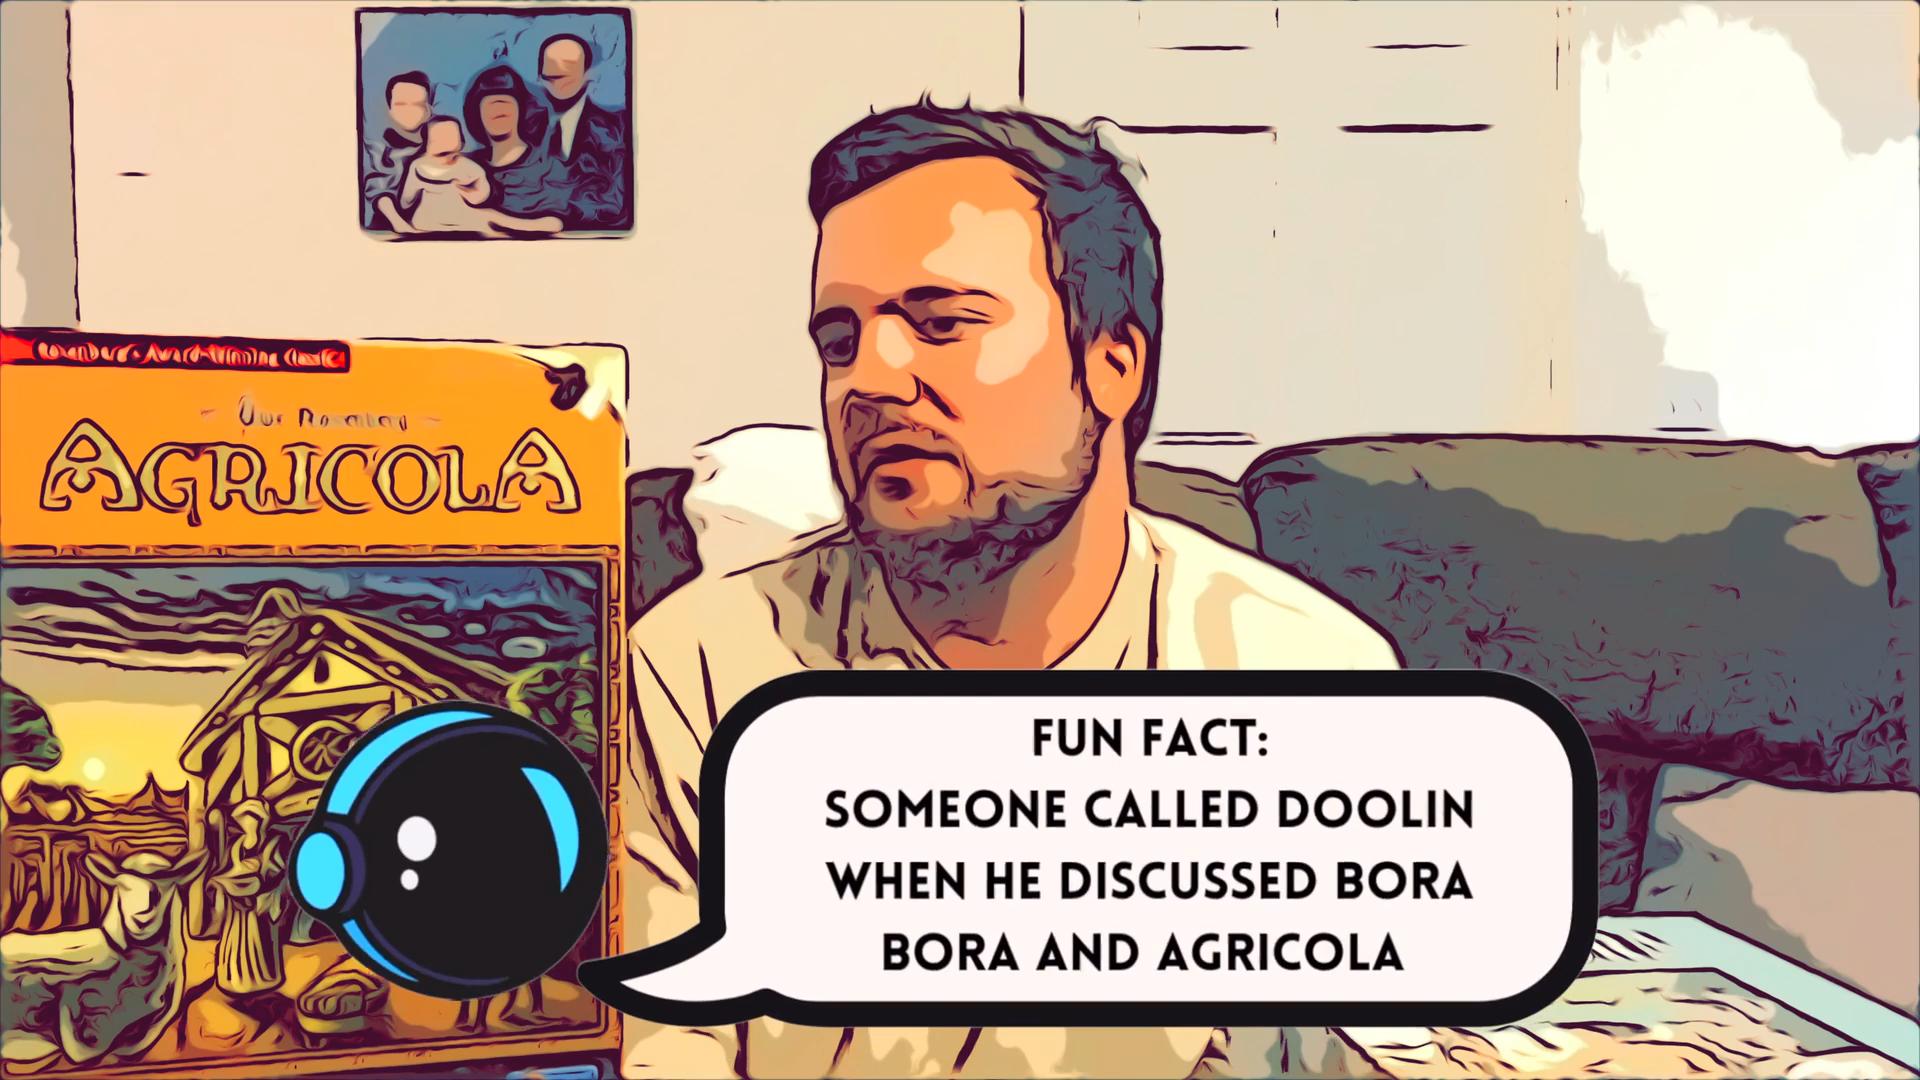 AGRICOLA
FUN FACT:
SOMEONE CALLED DOOLIN
WHEN HE DISCUSSED BORA
BORA AND AGRICOLA